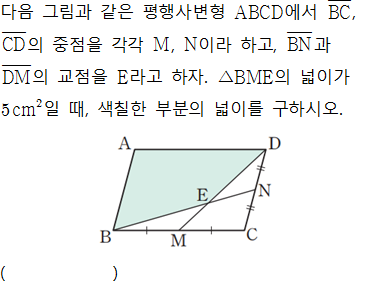 다음 그림과 같은 평행사변형 ABCD에서 BC,
CD의 중점을 각각 M, N이라 하고, BN과
DM의 교점을 E라고 하자. △BME의 넓이가
5cm²일 때, 색칠한 부분의 넓이를 구하시오.
A D
E N
B M C
( )